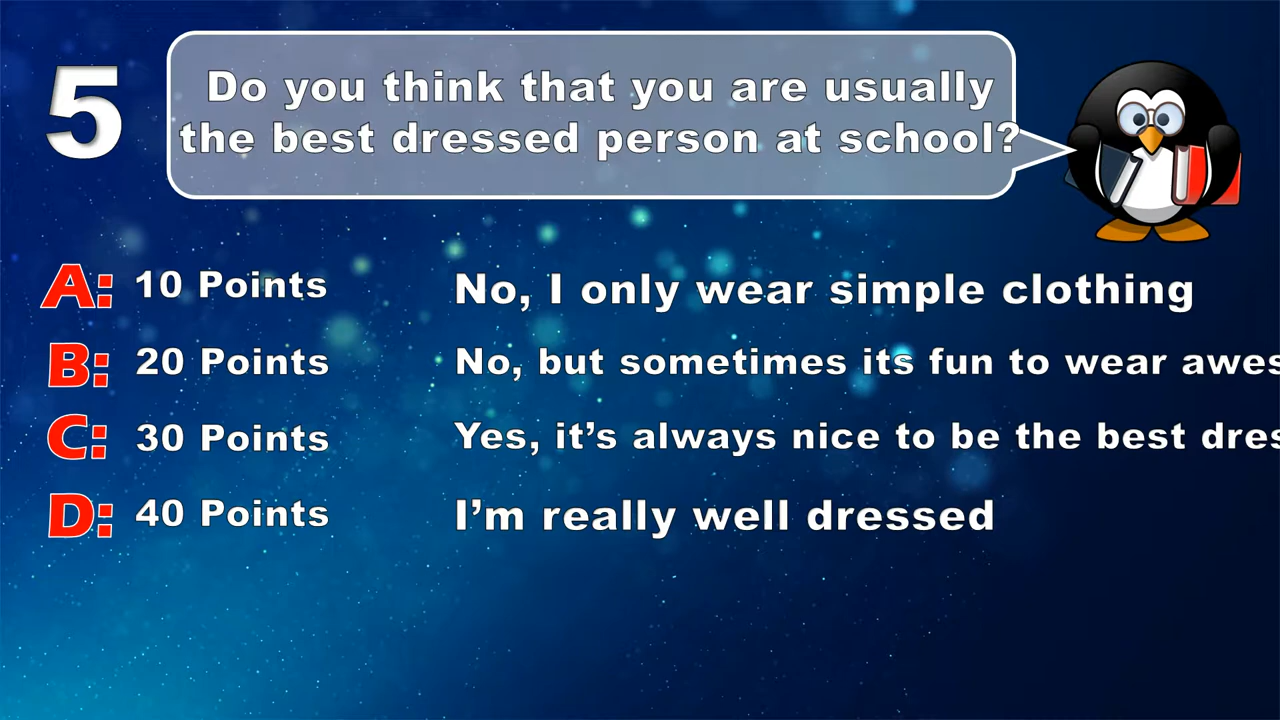 5
Do you think that you are usually
the best dressed person at school?
A: 10 Points No, I only wear simple clothing
B: 20 Points No, but sometimes its fun to wear
C: 30 Points Yes, it’s always nice to be the best
D: 40 Points I’m really well dressed